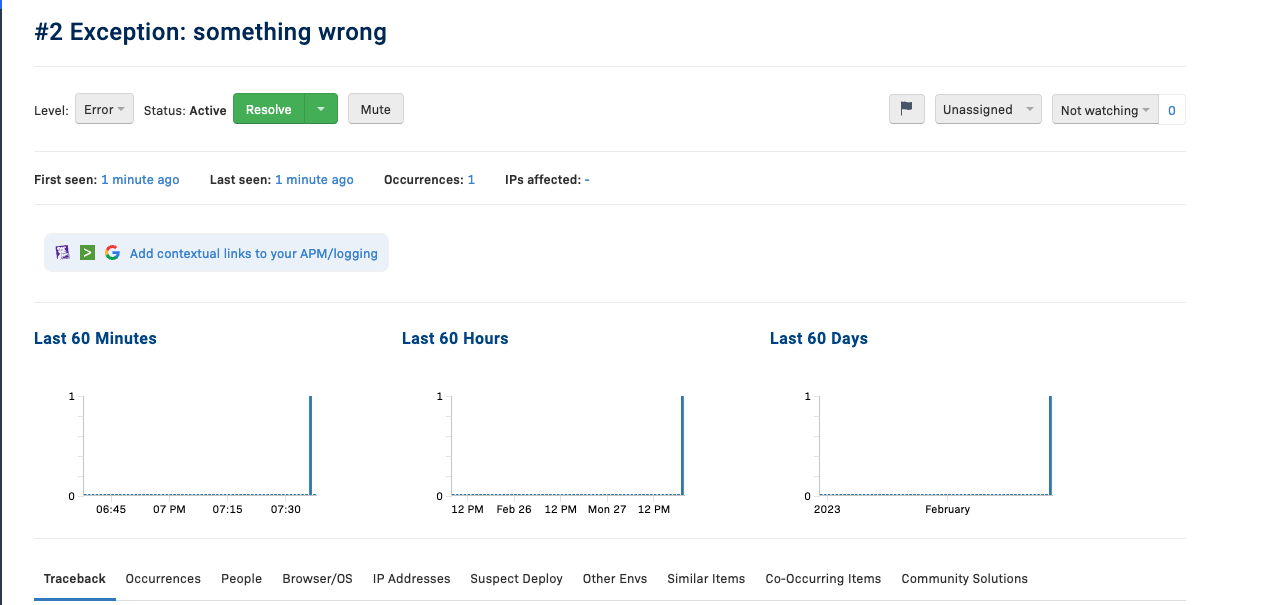 #2 Exception: something wrong
Level: Error Status: Active Resolve Mute Unassigned Not watching 0
First seen: 1 minute ago Last seen: 1 minute ago Occurrences: 1 IPs affected: -
> G Add contextual links to your APM/logging
Last 60 Minutes Last 60 Hours Last 60 Days
1 1 1
0 0 0
06:45 07 PM 07:15 07:30 12 PM Feb 26 12 PM Mon 27 12 PM 2023 February
Traceback Occurrences People Browser/OS IP Addresses Suspect Deploy Other Envs Similar Items Co-Occurring Items Community Solutions